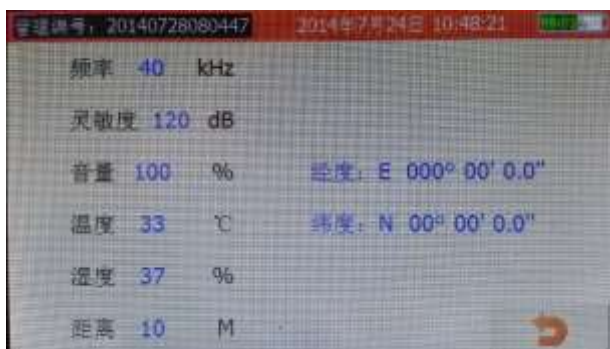 管理编号: 20140728080447 2014年7月24日 10:48:21
频率 40 kHz
灵敏度 120 dB
音量 100 %
经度: E 000° 00' 0.0"
温度 33 ℃
纬度: N 00° 00' 0.0"
湿度 37 %
距离 10 M